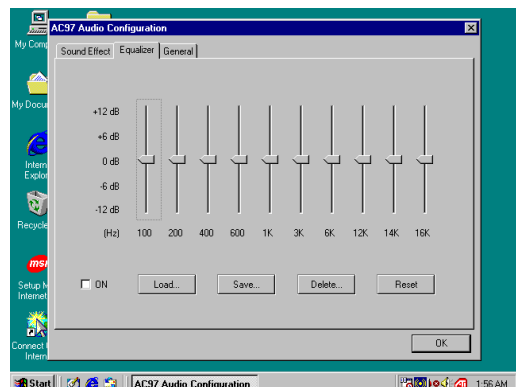 AC97 Audio Configuration
My Comp
Sound Effect Equalizer General
My Docu
+12 dB
+6 dB
0 dB
-6 dB
-12 dB
Intern
Explor
Recycle
(Hz) 100 200 400 600 1K 3K 6K 12K 14K 16K
msi
Setup M
Internet
ON Load... Save... Delete... Reset
Connect
Intern
OK
Start AC97 Audio Configuration 1:56 AM